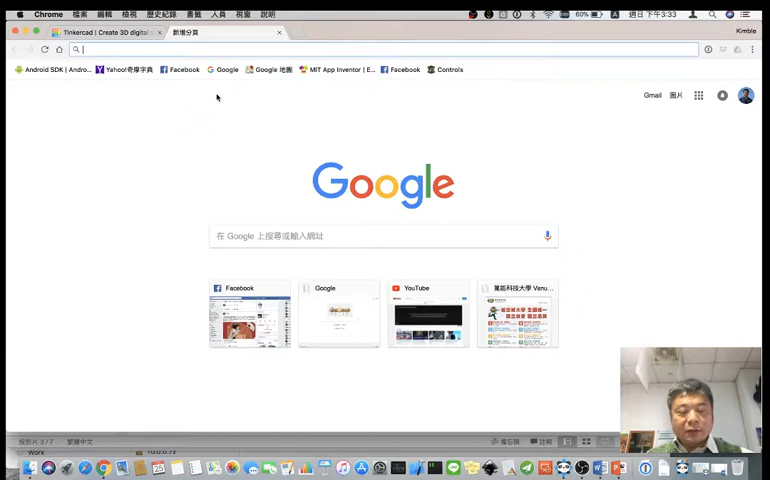 Chrome 檔案 編輯 檢視 歷史紀錄 書籤 人員 視窗 說明 60% 週日 下午3:33
Tinkercad | Create 3D digital o 新增分頁 Kimble
Android SDK | Andro... Yahoo!奇摩字典 Facebook Google Google 地圖 MIT App Inventor | E... Facebook Controls
Gmail 圖片
Google
在 Google 上搜尋或輸入網址
Facebook Google YouTube 萬能科技大學 Vanu...
投影片 3 / 7 繁體中文 備忘稿 註解
Work 10.0.0.72